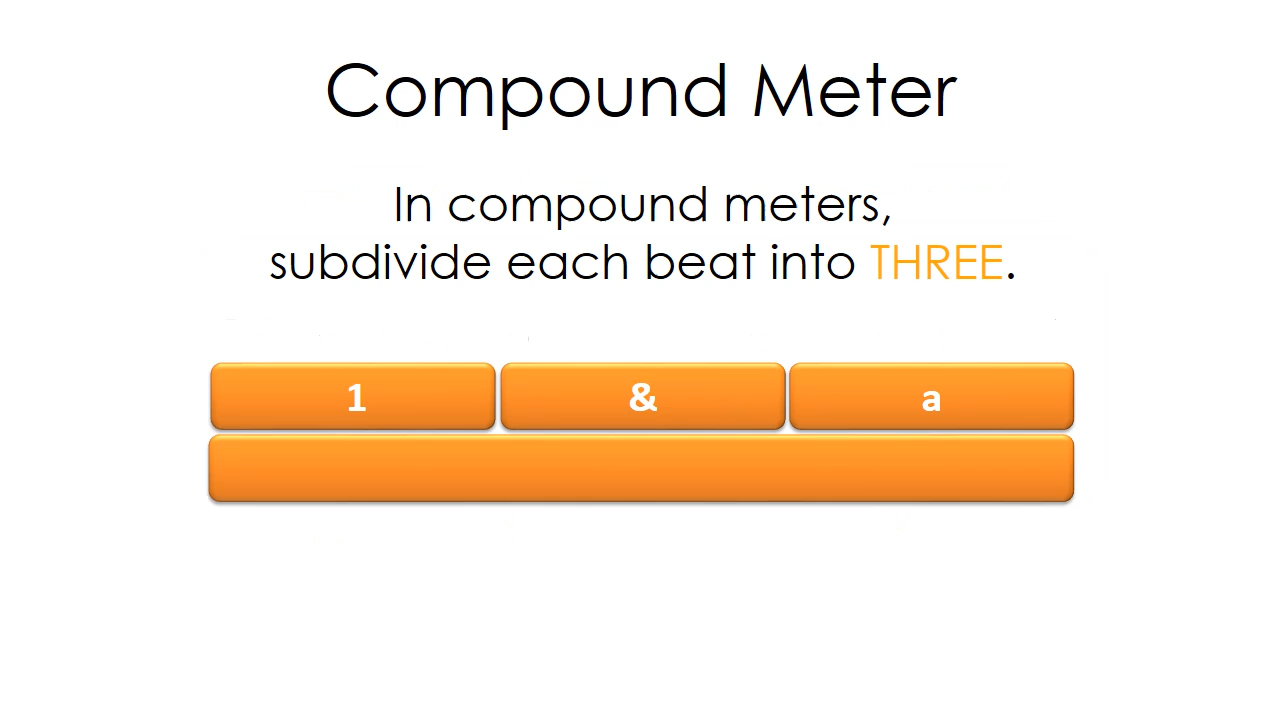 Compound Meter
In compound meters,
subdivide each beat into THREE.
1 & a